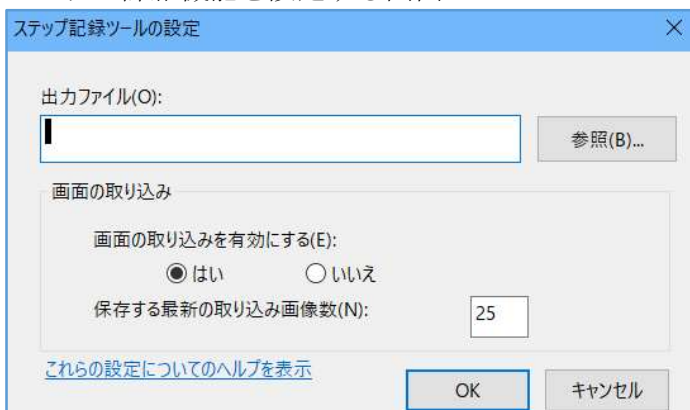 ステップ記録ツールの設定
出力ファイル(O):
参照(B)...
画面の取り込み
画面の取り込みを有効にする(E):
はい いいえ
保存する最新の取り込み画像数(N): 25
これらの設定についてのヘルプを表示
OK キャンセル